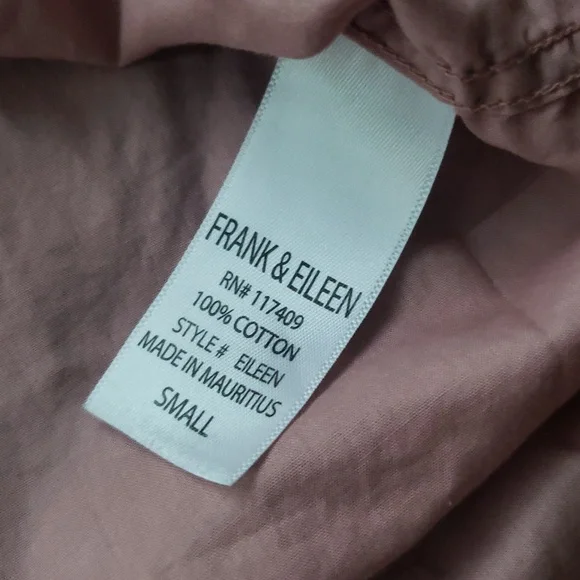 FRANK & EILEEN
RN# 117409
100% COTTON
STYLE # EILEEN
MADE IN MAURITIUS
SMALL